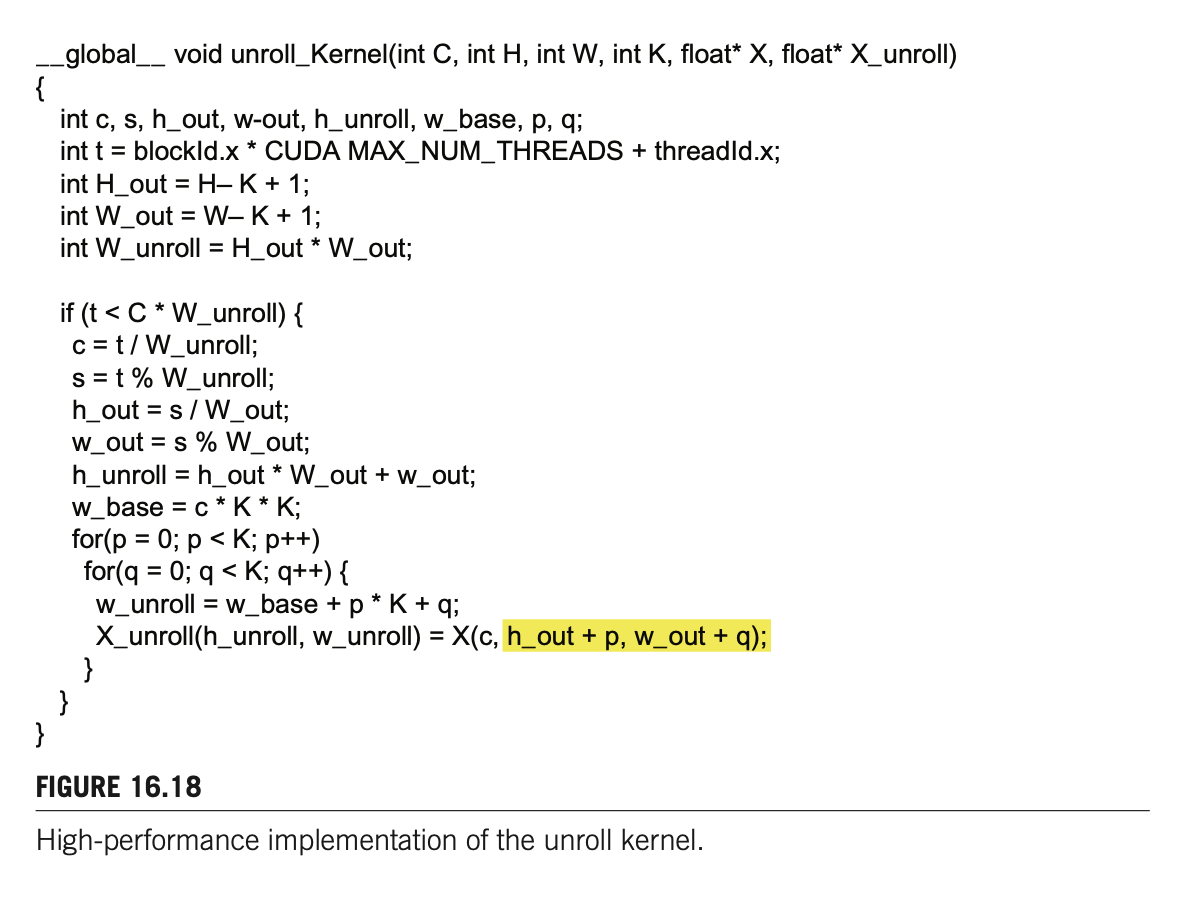 __global__ void unroll_Kernel(int C, int H, int W, int K, float* X, float* X_unroll)
{
int c, s, h_out, w-out, h_unroll, w_base, p, q;
int t = blockId.x * CUDA MAX_NUM_THREADS + threadId.x;
int H_out = H– K + 1;
int W_out = W– K + 1;
int W_unroll = H_out * W_out;
if (t < C * W_unroll) {
c = t / W_unroll;
s = t % W_unroll;
h_out = s / W_out;
w_out = s % W_out;
h_unroll = h_out * W_out + w_out;
w_base = c * K * K;
for(p = 0; p < K; p++)
for(q = 0; q < K; q++) {
w_unroll = w_base + p * K + q;
X_unroll(h_unroll, w_unroll) = X(c, h_out + p, w_out + q);
}
}
}
FIGURE 16.18
High-performance implementation of the unroll kernel.